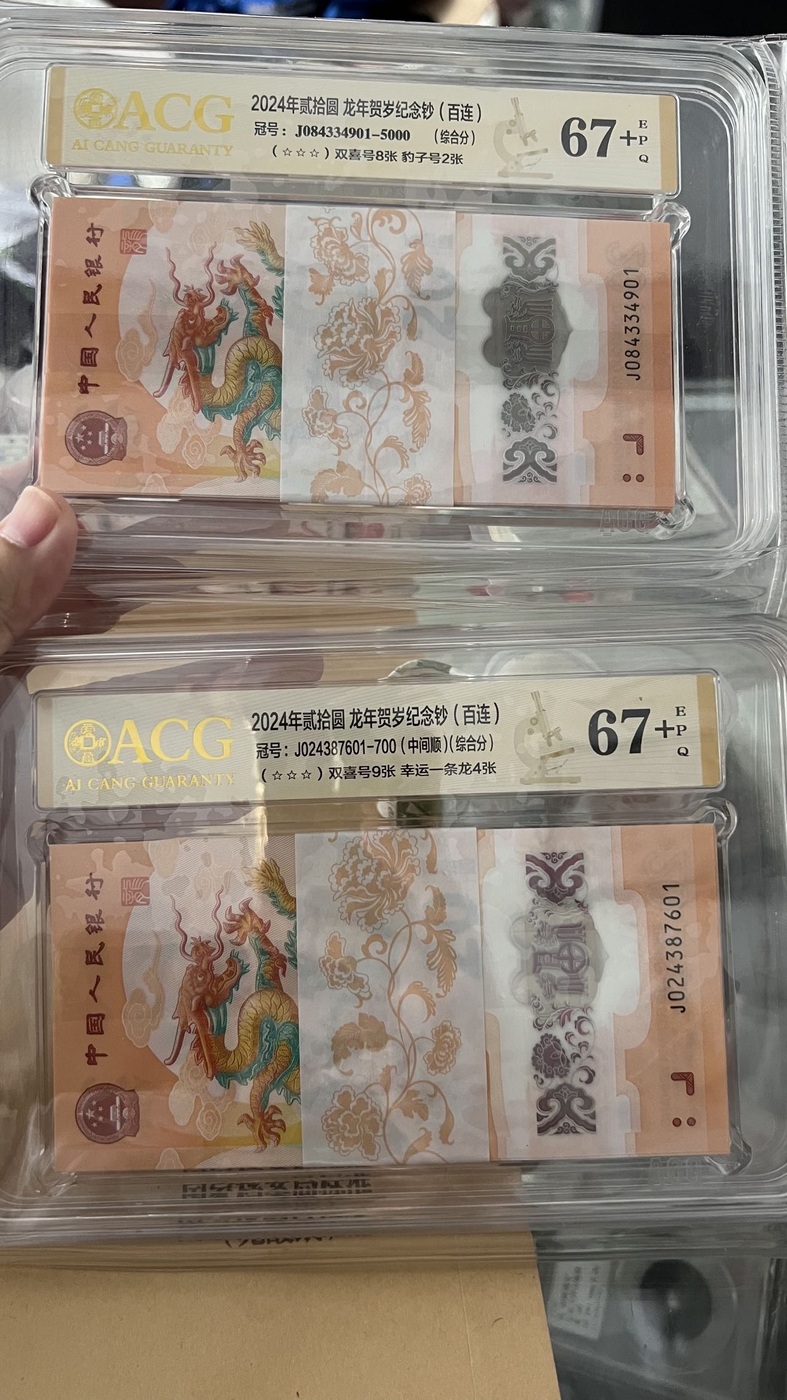 ACG
AI CANG GUARANTY
2024年贰拾圆 龙年贺岁纪念钞(百连)
冠号:J084334901-5000 (综合分)
(☆☆☆)双喜号8张 豹子号2张
67+
EPQ
中国人民银行
J084334901
ACG
ACG
AI CANG GUARANTY
2024年贰拾圆 龙年贺岁纪念钞(百连)
冠号:J024387601-700(中间顺)(综合分)
(☆☆☆)双喜号9张 幸运一条龙4张
67+
EPQ
中国人民银行
J024387601